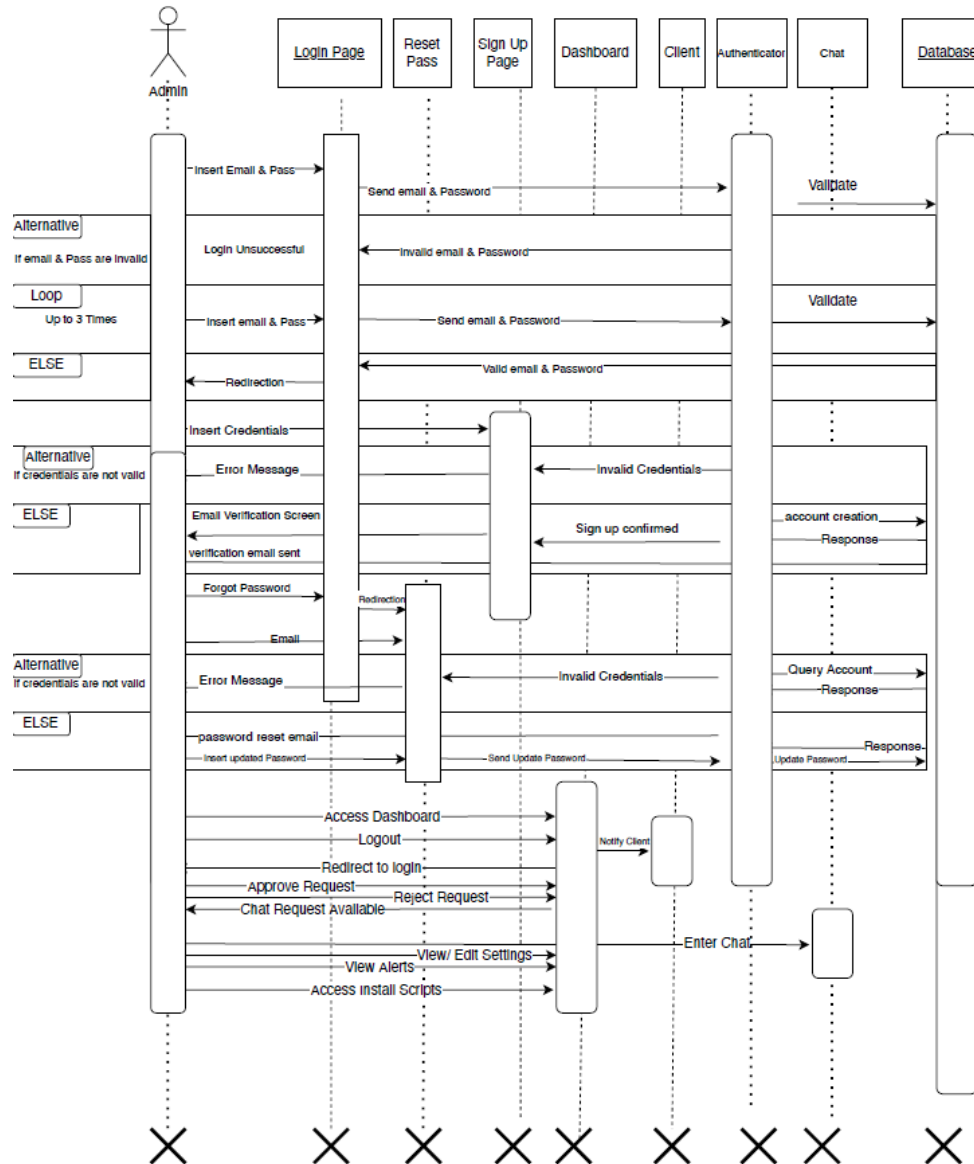 Login Page
Reset
Pass
Sign Up
Page
Dashboard
Client
Authenticator
Chat
Database
Admin
Insert Email & Pass
Send email & Password
Validate
Alternative
If email & Pass are Invalid
Login Unsuccessful
Invalid email & Password
Loop
Up to 3 Times
Insert email & Pass
Send email & Password
Validate
ELSE
Valid email & Password
Redirection
Insert Credentials
Alternative
If credentials are not valid
Error Message
Invalid Credentials
ELSE
Email Verification Screen
Sign up confirmed
account creation
Response
verification email sent
Forgot Password
Redirection
Email
Alternative
If credentials are not valid
Error Message
Invalid Credentials
Query Account
Response
ELSE
password reset email
Response
Insert updated Password
Send Update Password
Update Password
Access Dashboard
Logout
Notify Client
Redirect to login
Approve Request
Reject Request
Chat Request Available
Enter Chat
View/ Edit Settings
View Alerts
Access Install Scripts